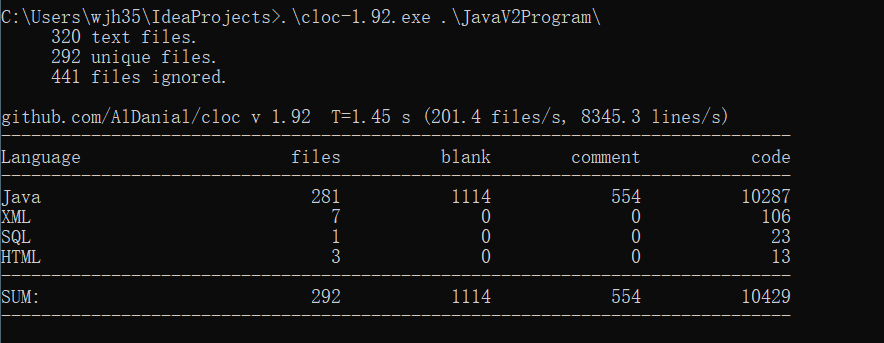 C:\Users\wjh35\IdeaProjects>.\cloc-1.92.exe .\JavaV2Program\
320 text files.
292 unique files.
441 files ignored.
github.com/AlDanial/cloc v 1.92  T=1.45 s (201.4 files/s, 8345.3 lines/s)
-------------------------------------------------------------------------------
Language                     files          blank        comment           code
-------------------------------------------------------------------------------
Java                           281           1114            554          10287
XML                              7              0              0            106
SQL                              1              0              0             23
HTML                             3              0              0             13
-------------------------------------------------------------------------------
SUM:                           292           1114            554          10429
-------------------------------------------------------------------------------